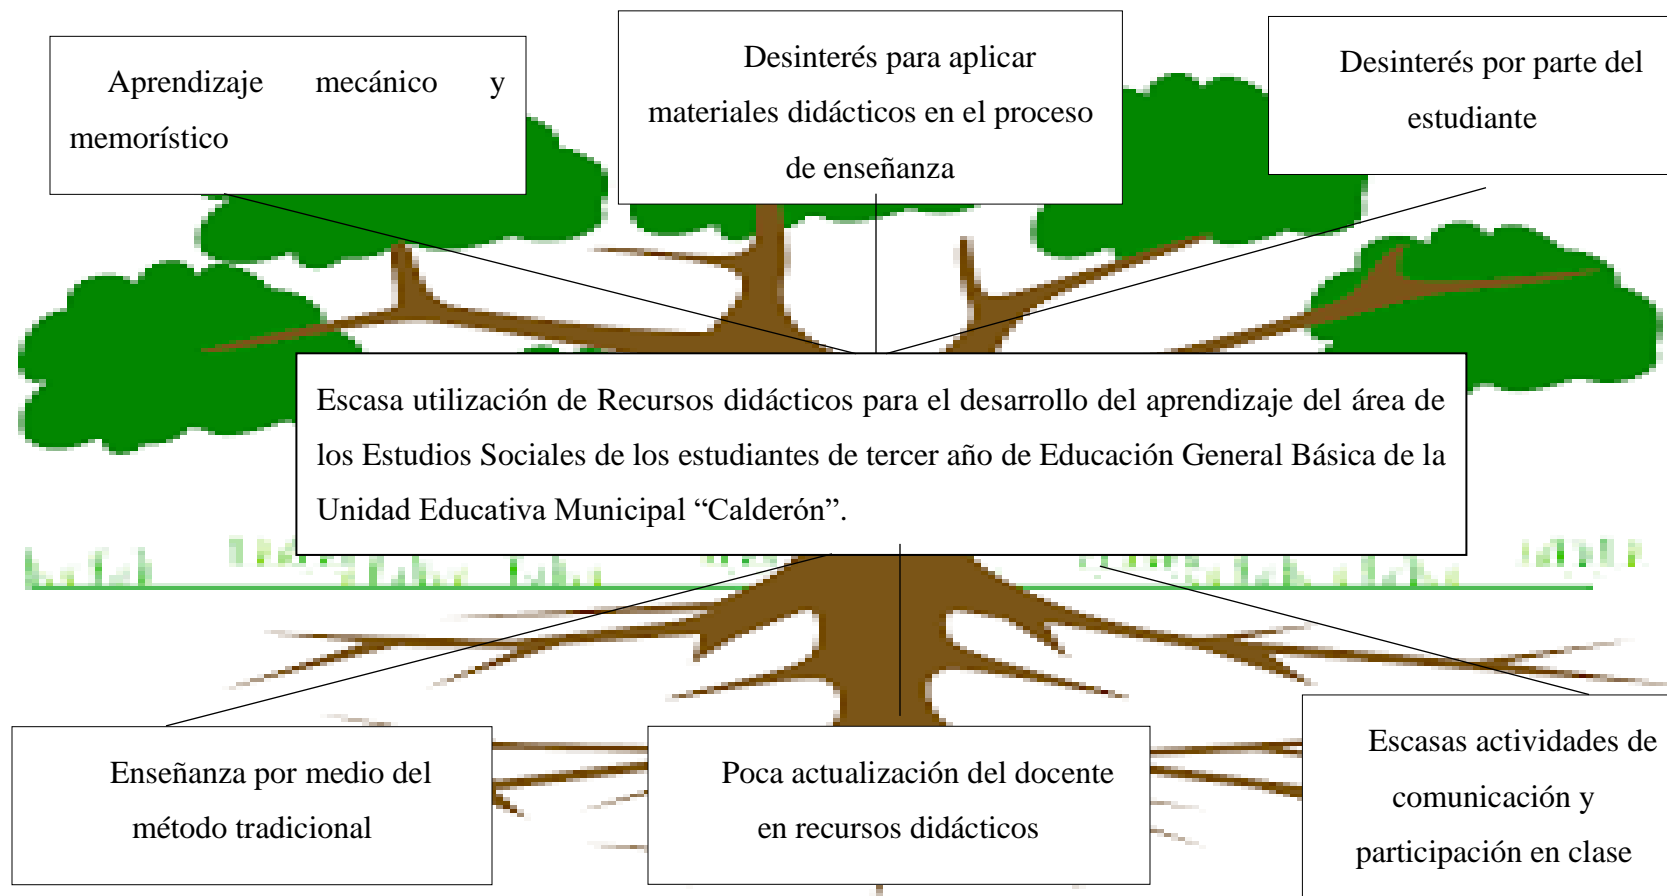 Aprendizaje mecánico y
memorístico
Desinterés para aplicar
materiales didácticos en el proceso
de enseñanza
Desinterés por parte del
estudiante
Escasa utilización de Recursos didácticos para el desarrollo del aprendizaje del área de
los Estudios Sociales de los estudiantes de tercer año de Educación General Básica de la
Unidad Educativa Municipal “Calderón”.
Enseñanza por medio del
método tradicional
Poca actualización del docente
en recursos didácticos
Escasas actividades de
comunicación y
participación en clase